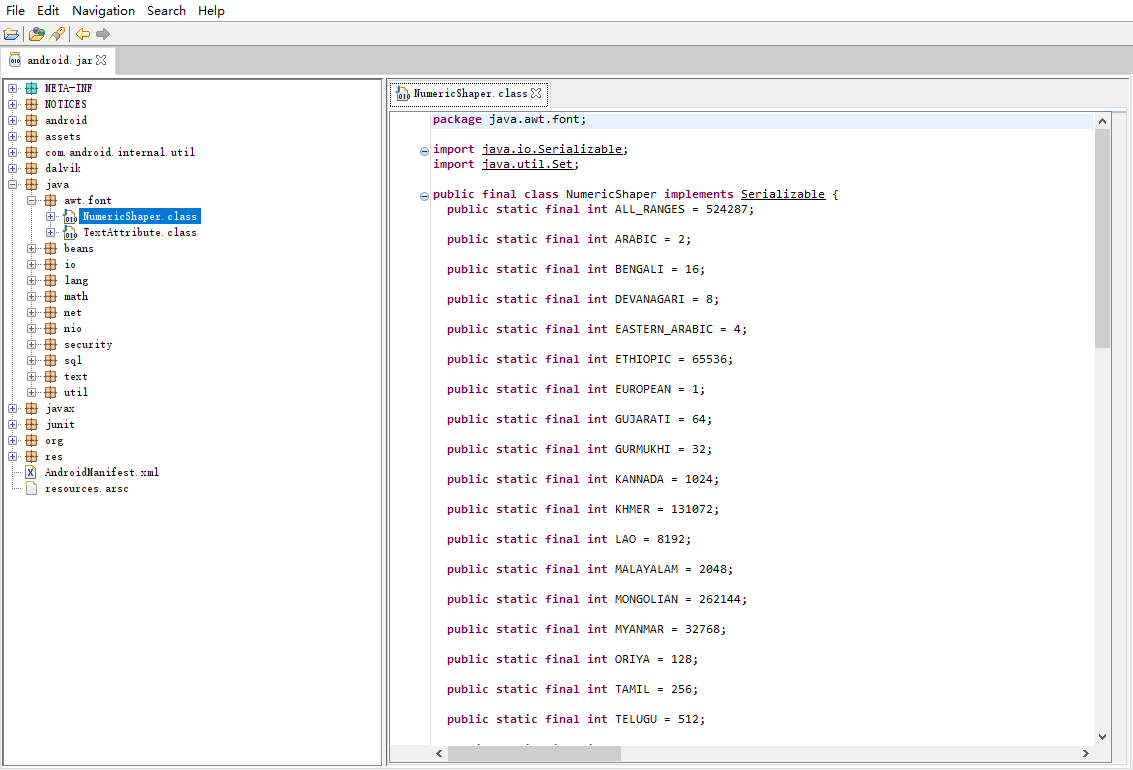 File Edit Navigation Search Help
android.jar
META-INF
NOTICES
android
assets
com.android.internal.util
dalvik
java
awt.font
NumericShaper.class
TextAttribute.class
beans
io
lang
math
net
nio
security
sql
text
util
javax
junit
org
res
AndroidManifest.xml
resources.arsc
NumericShaper.class
package java.awt.font;
import java.io.Serializable;
import java.util.Set;
public final class NumericShaper implements Serializable {
public static final int ALL_RANGES = 524287;
public static final int ARABIC = 2;
public static final int BENGALI = 16;
public static final int DEVANAGARI = 8;
public static final int EASTERN_ARABIC = 4;
public static final int ETHIOPIC = 65536;
public static final int EUROPEAN = 1;
public static final int GUJARATI = 64;
public static final int GURMUKHI = 32;
public static final int KANNADA = 1024;
public static final int KHMER = 131072;
public static final int LAO = 8192;
public static final int MALAYALAM = 2048;
public static final int MONGOLIAN = 262144;
public static final int MYANMAR = 32768;
public static final int ORIYA = 128;
public static final int TAMIL = 256;
public static final int TELUGU = 512;